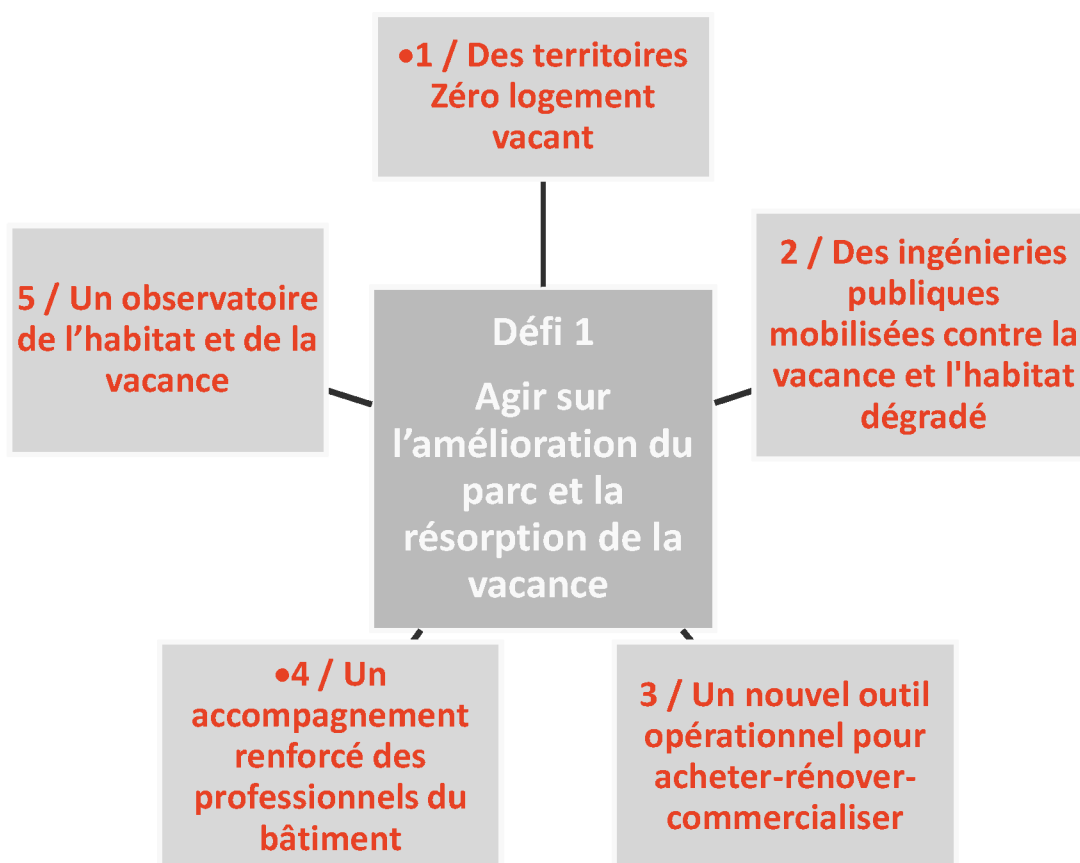 •1 / Des territoires
Zéro logement
vacant
2 / Des ingénieries
publiques
mobilisées contre la
vacance et l'habitat
dégradé
5 / Un observatoire
de l’habitat et de la
vacance
Défi 1
Agir sur
l’amélioration du
parc et la
résorption de la
vacance
•4 / Un
accompagnement
renforcé des
professionnels du
bâtiment
3 / Un nouvel outil
opérationnel pour
acheter-rénover-
commercialiser